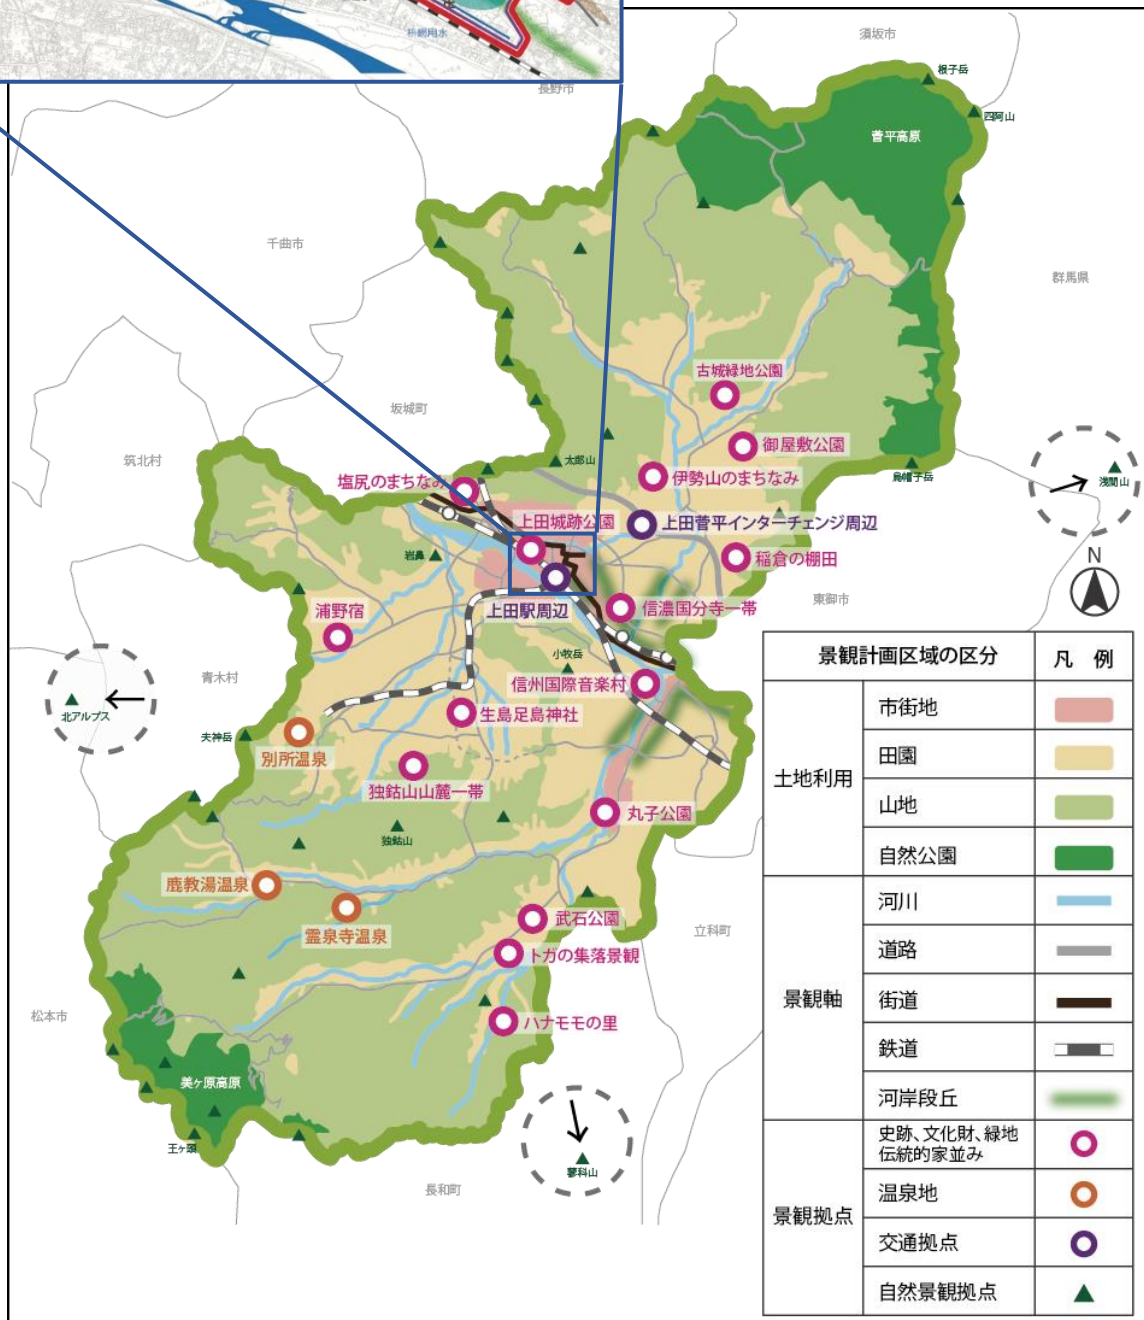 枡網用水
須坂市
長野市
根子岳
四阿山
菅平高原
千曲市
群馬県
古城緑地公園
坂城町
御屋敷公園
筑北村
太郎山
伊勢山のまちなみ
烏帽子岳
浅間山
塩尻のまちなみ
上田城跡公園
上田菅平インターチェンジ周辺
岩鼻
稲倉の棚田
N
上田駅周辺
信濃国分寺一帯
東御市
浦野宿
小牧岳
青木村
信州国際音楽村
北アルプス
生島足島神社
夫神岳
別所温泉
独鈷山山麓一帯
丸子公園
独鈷山
鹿教湯温泉
霊泉寺温泉
武石公園
立科町
トガの集落景観
松本市
ハナモモの里
美ヶ原高原
王ヶ頭
蓼科山
長和町
景観計画区域の区分 凡 例
土地利用
市街地
田園
山地
自然公園
景観軸
河川
道路
街道
鉄道
河岸段丘
景観拠点
史跡、文化財、緑地
伝統的家並み
温泉地
交通拠点
自然景観拠点